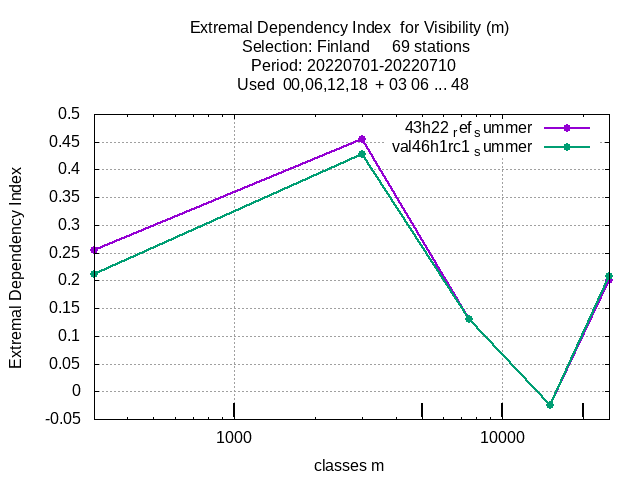 Extremal Dependency Index  for Visibility (m)
Selection: Finland     69 stations
Period: 20220701-20220710
Used  00,06,12,18  + 03 06 ... 48
0.5
0.45
0.4
0.35
0.3
0.25
0.2
0.15
0.1
0.05
0
-0.05
Extremal Dependency Index
43h22 ref summer
val46h1rc1 summer
1000
10000
classes m